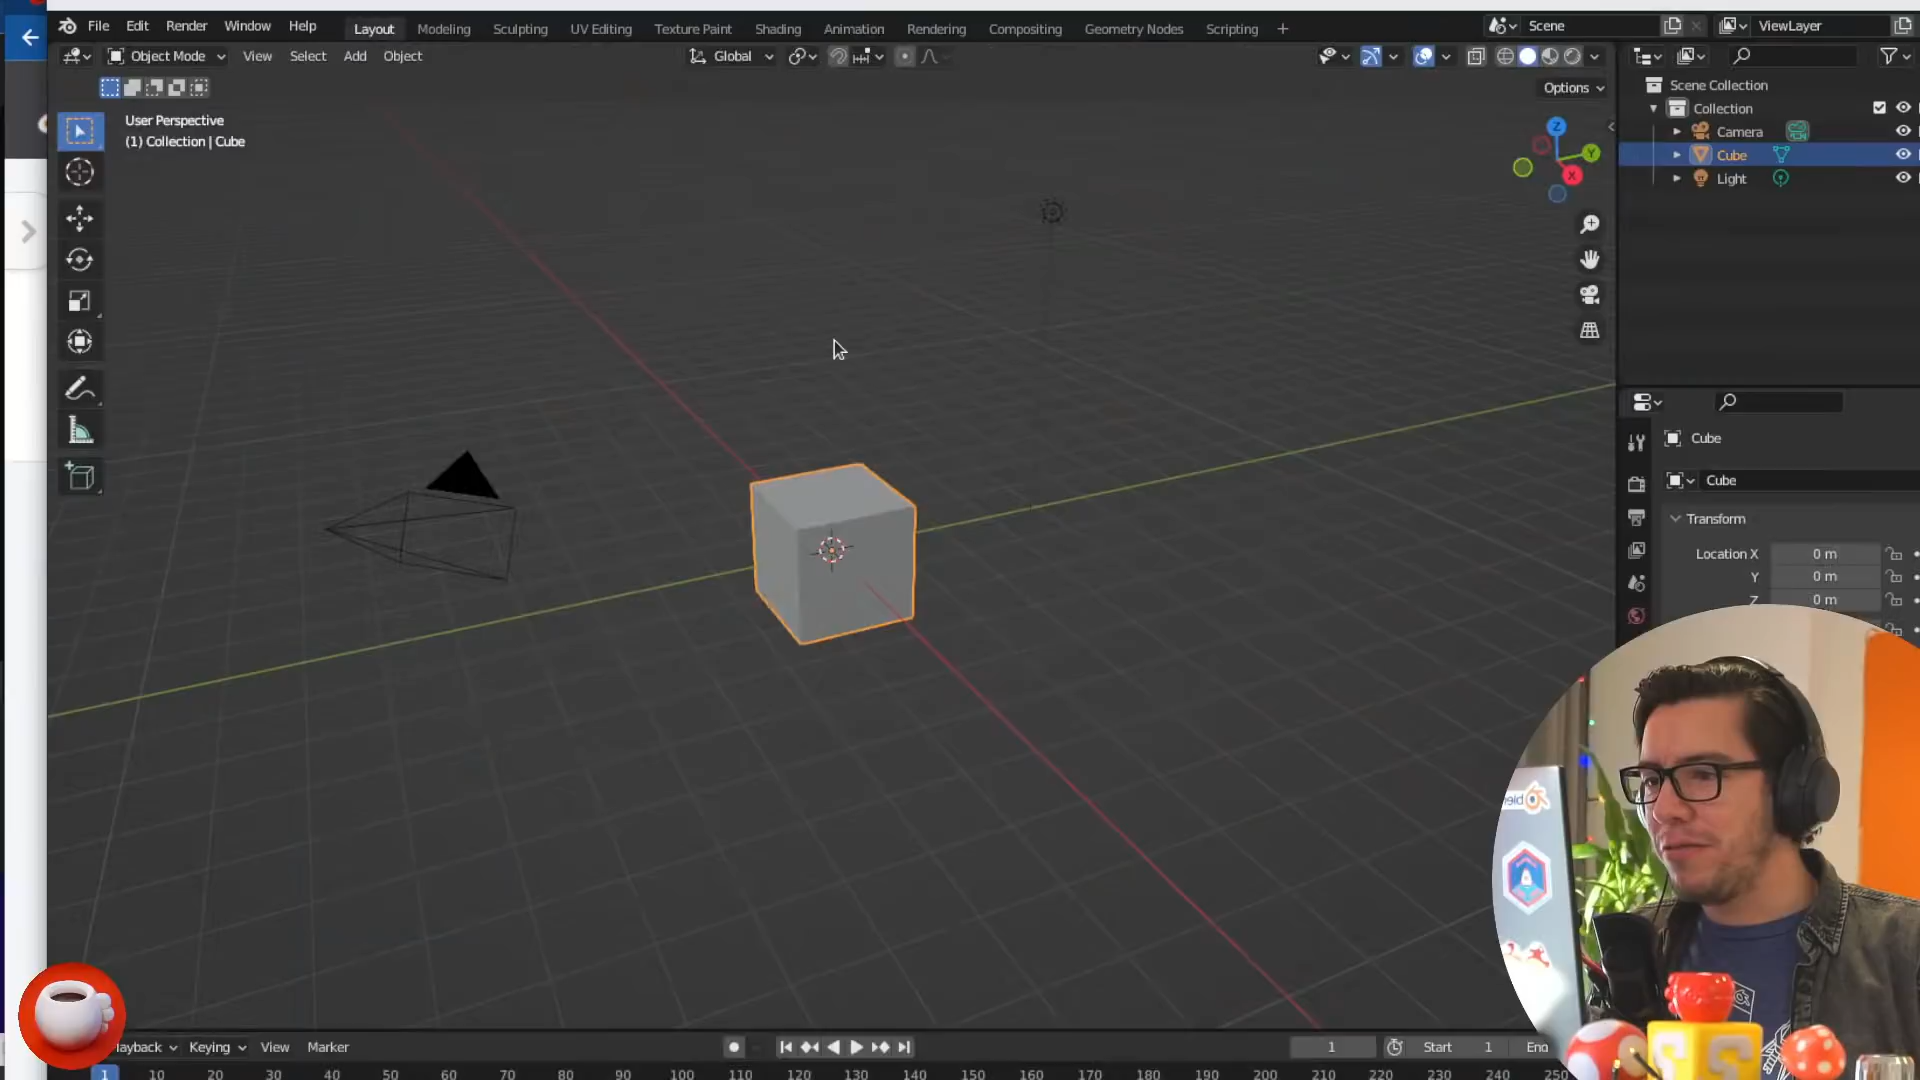 File Edit Render Window Help Layout Modeling Sculpting UV Editing Texture Paint Shading Animation Rendering Compositing Geometry Nodes Scripting + Scene ViewLayer
Object Mode View Select Add Object Global
Options
User Perspective
(1) Collection | Cube
Z
Y
X
Scene Collection
Collection
Camera
Cube
Light
Cube
Cube
Transform
Location X 0 m
Y 0 m
Z 0 m
Playback Keying View Marker 1 Start 1 End
1 10 20 30 40 50 60 70 80 90 100 110 120 130 140 150 160 170 180 190 200 210 220 230 240 250